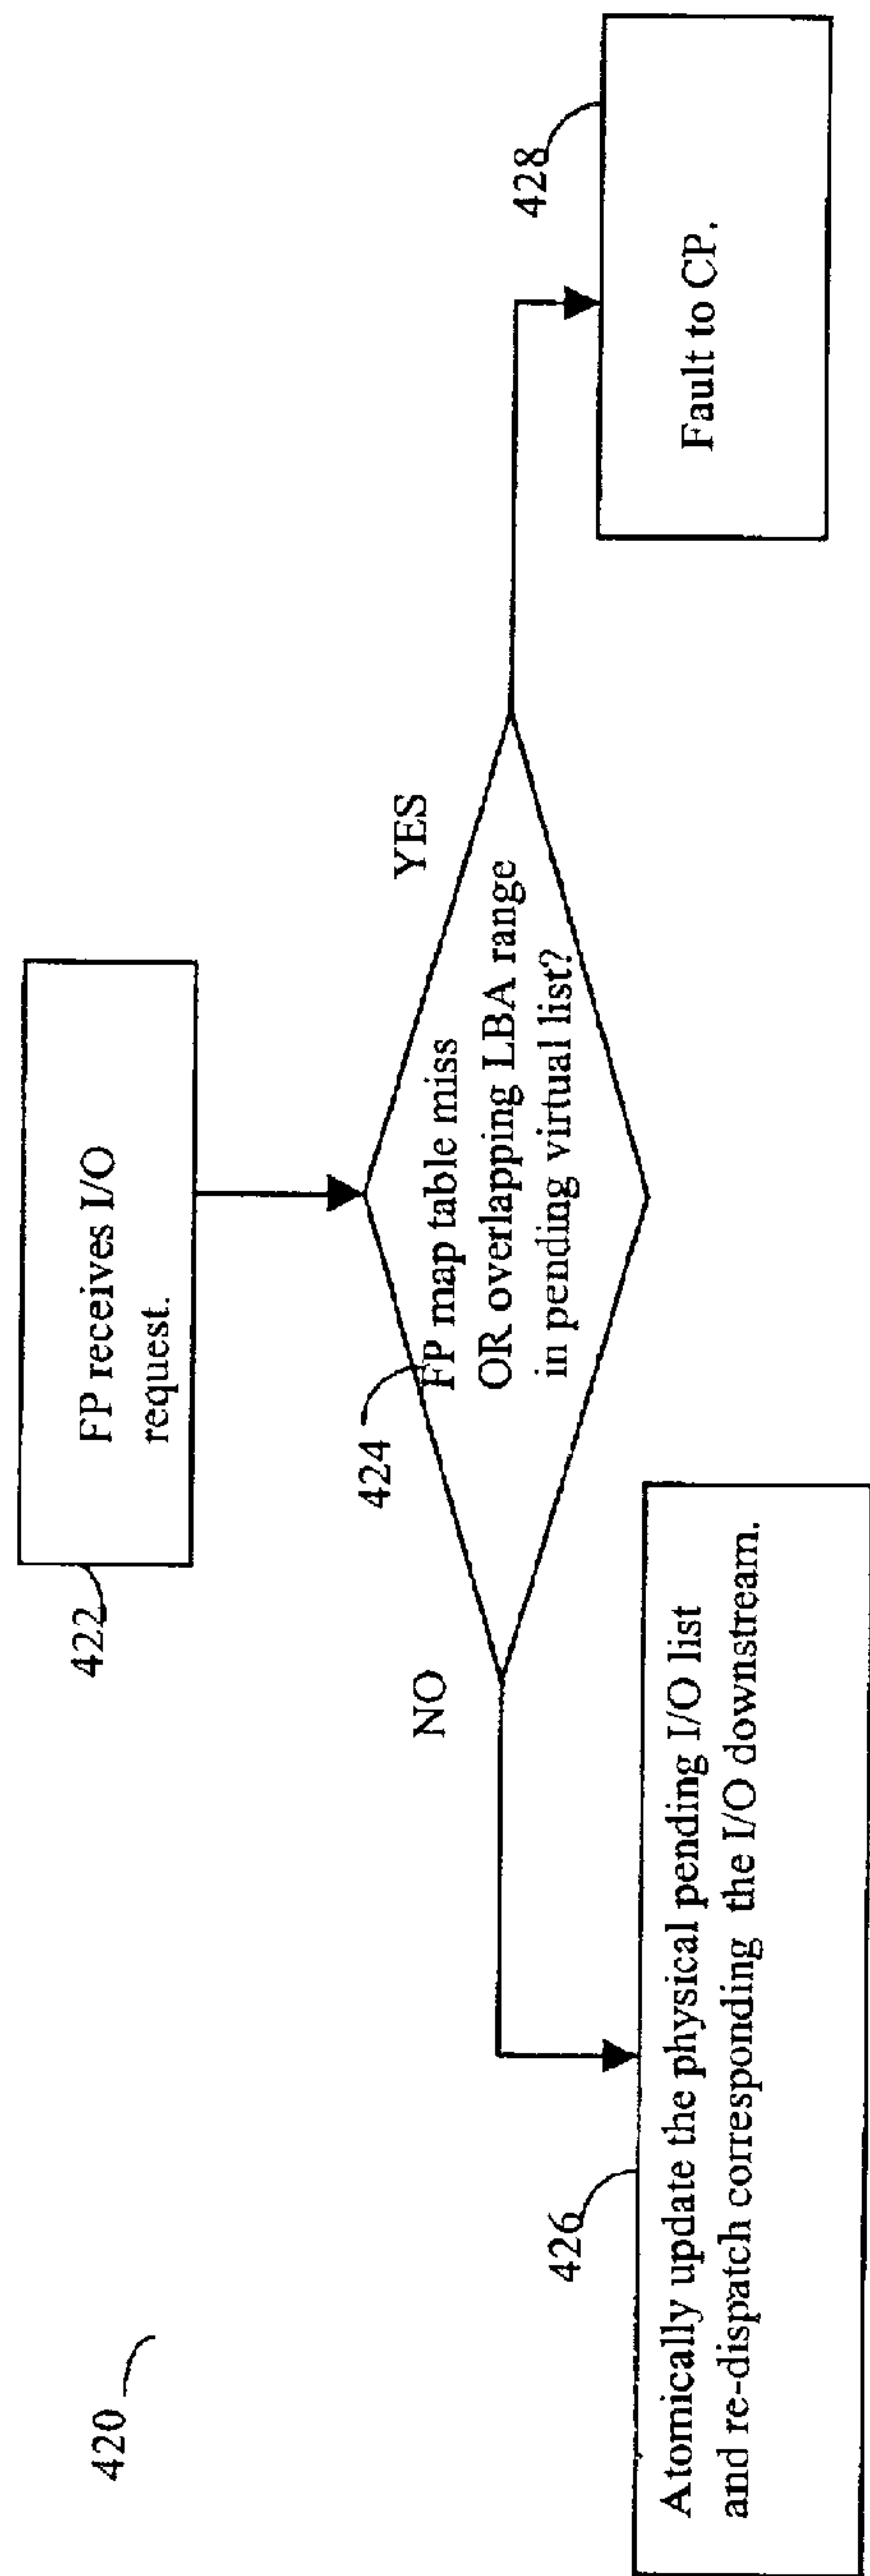 420
422
FP receives I/O
request.
424
FP map table miss
OR overlapping LBA range
in pending virtual list?
NO
YES
426
Atomically update the physical pending I/O list
and re-dispatch corresponding the I/O downstream.
428
Fault to CP.